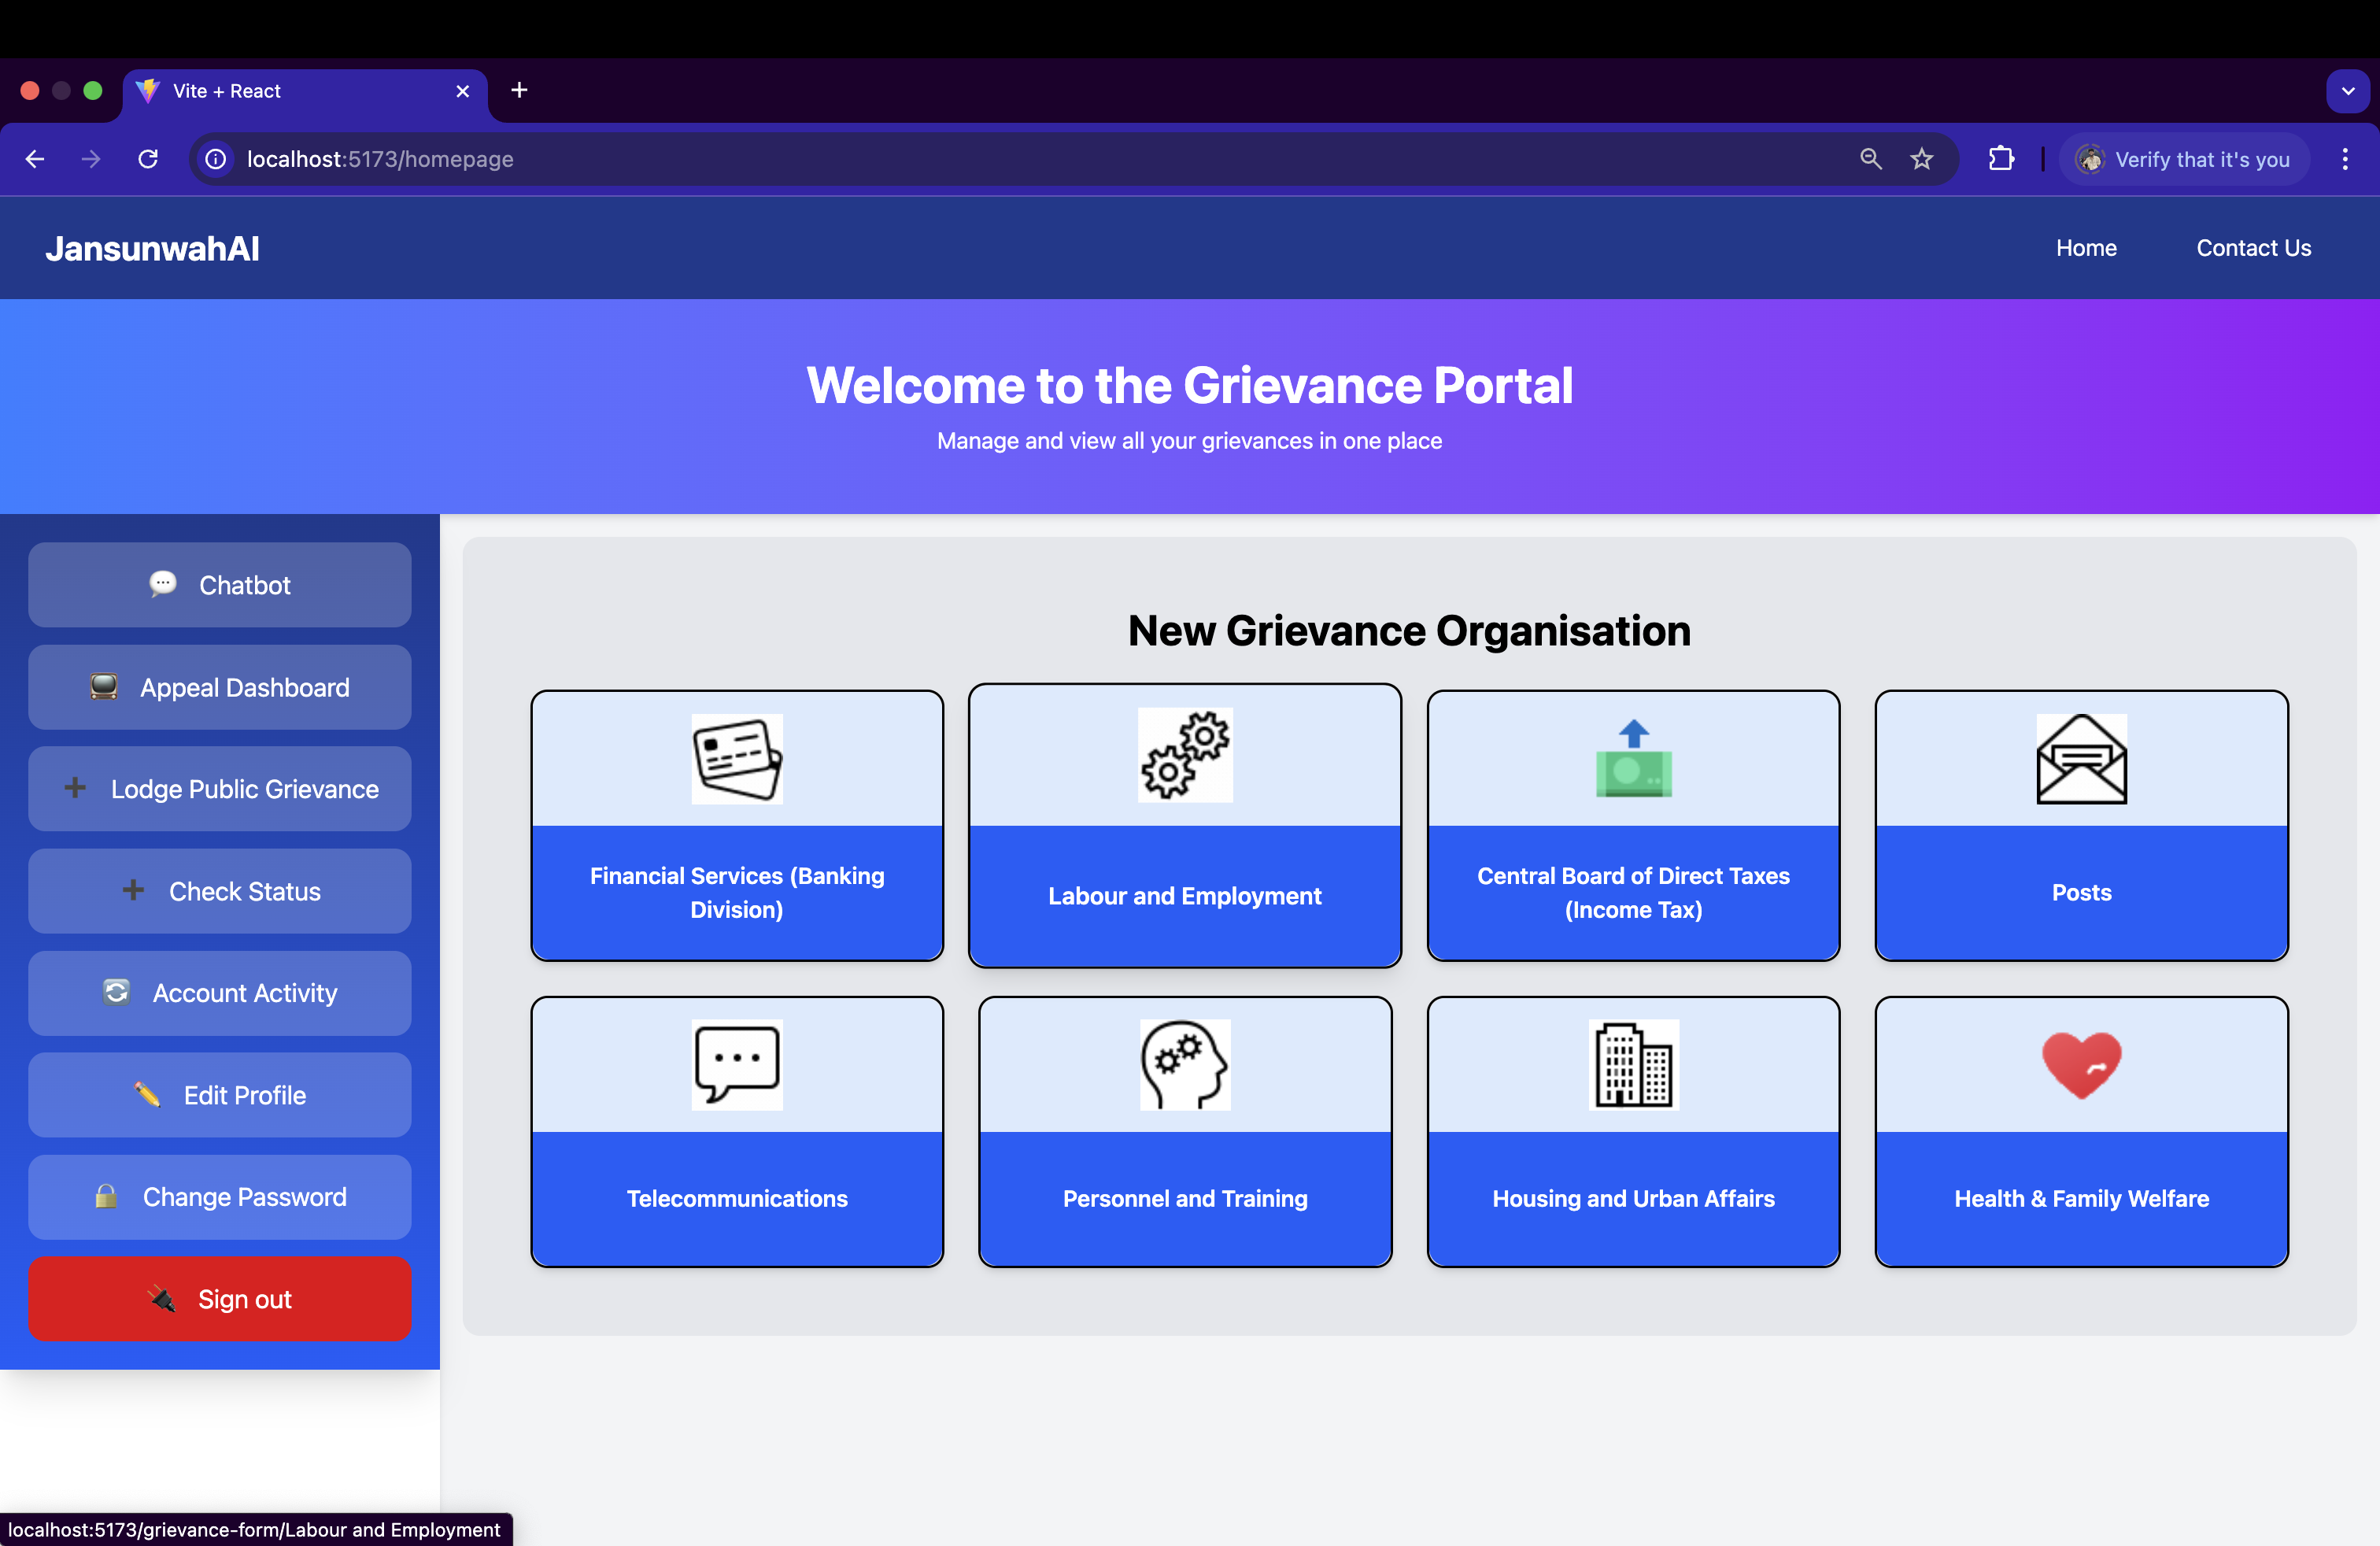 Vite + React
localhost:5173/homepage
Verify that it's you
JansunwahAI
Home
Contact Us
Welcome to the Grievance Portal
Manage and view all your grievances in one place
Chatbot
Appeal Dashboard
Lodge Public Grievance
Check Status
Account Activity
Edit Profile
Change Password
Sign out
New Grievance Organisation
Financial Services (Banking
Division)
Labour and Employment
Central Board of Direct Taxes
(Income Tax)
Posts
Telecommunications
Personnel and Training
Housing and Urban Affairs
Health & Family Welfare
localhost:5173/grievance-form/Labour and Employment